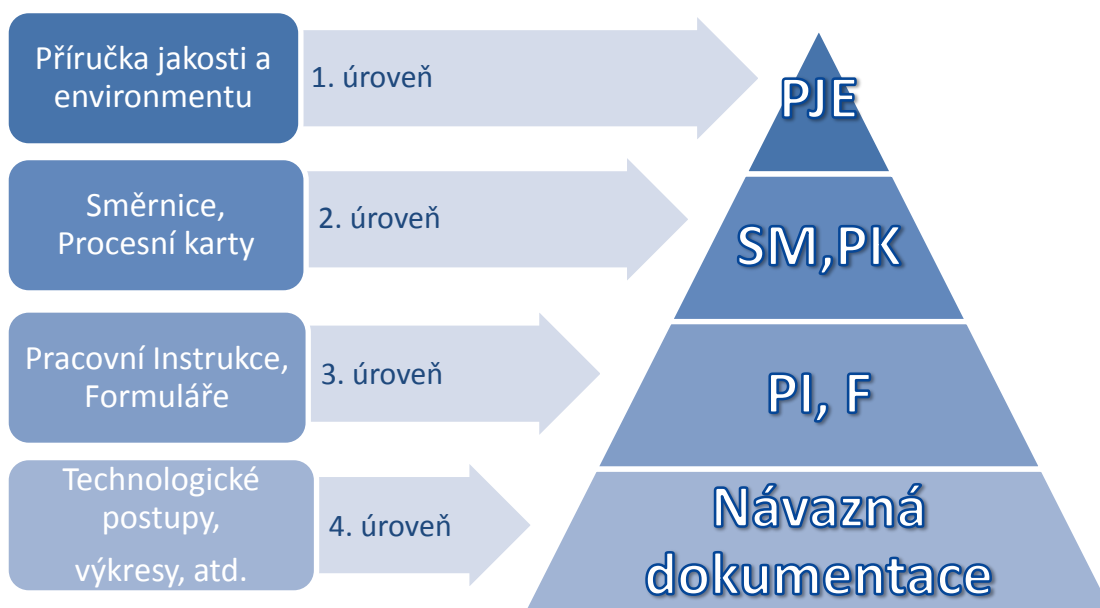 Příručka jakosti a
environmentu
1. úroveň
PJE
Směrnice,
Procesní karty
2. úroveň
SM,PK
Pracovní Instrukce,
Formuláře
3. úroveň
PI, F
Technologické
postupy,
výkresy, atd.
4. úroveň
Návazná
dokumentace